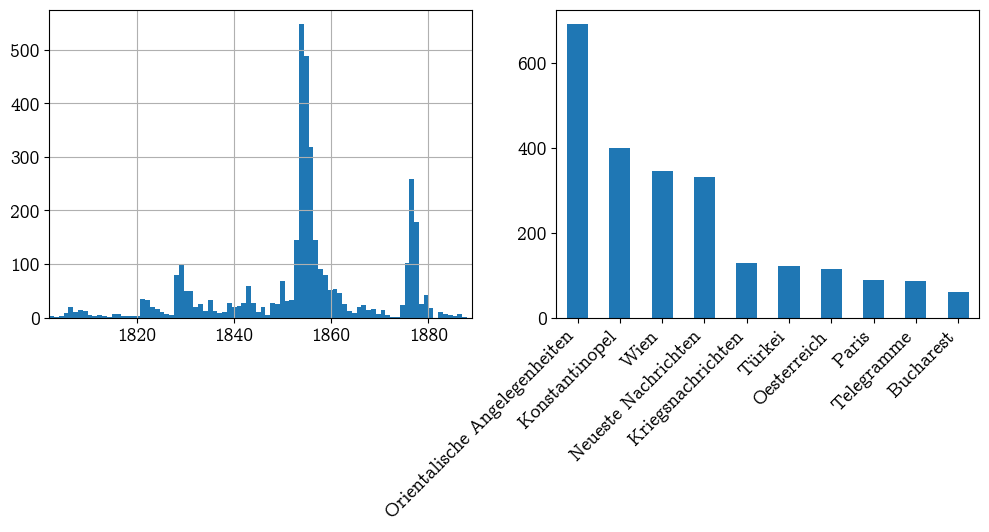 500
400
300
200
100
0
1820
1840
1860
1880
600
400
200
0
Orientalische Angelegenheiten
Konstantinopel
Wien
Neueste Nachrichten
Kriegsnachrichten
Türkei
Oesterreich
Paris
Telegramme
Bucharest